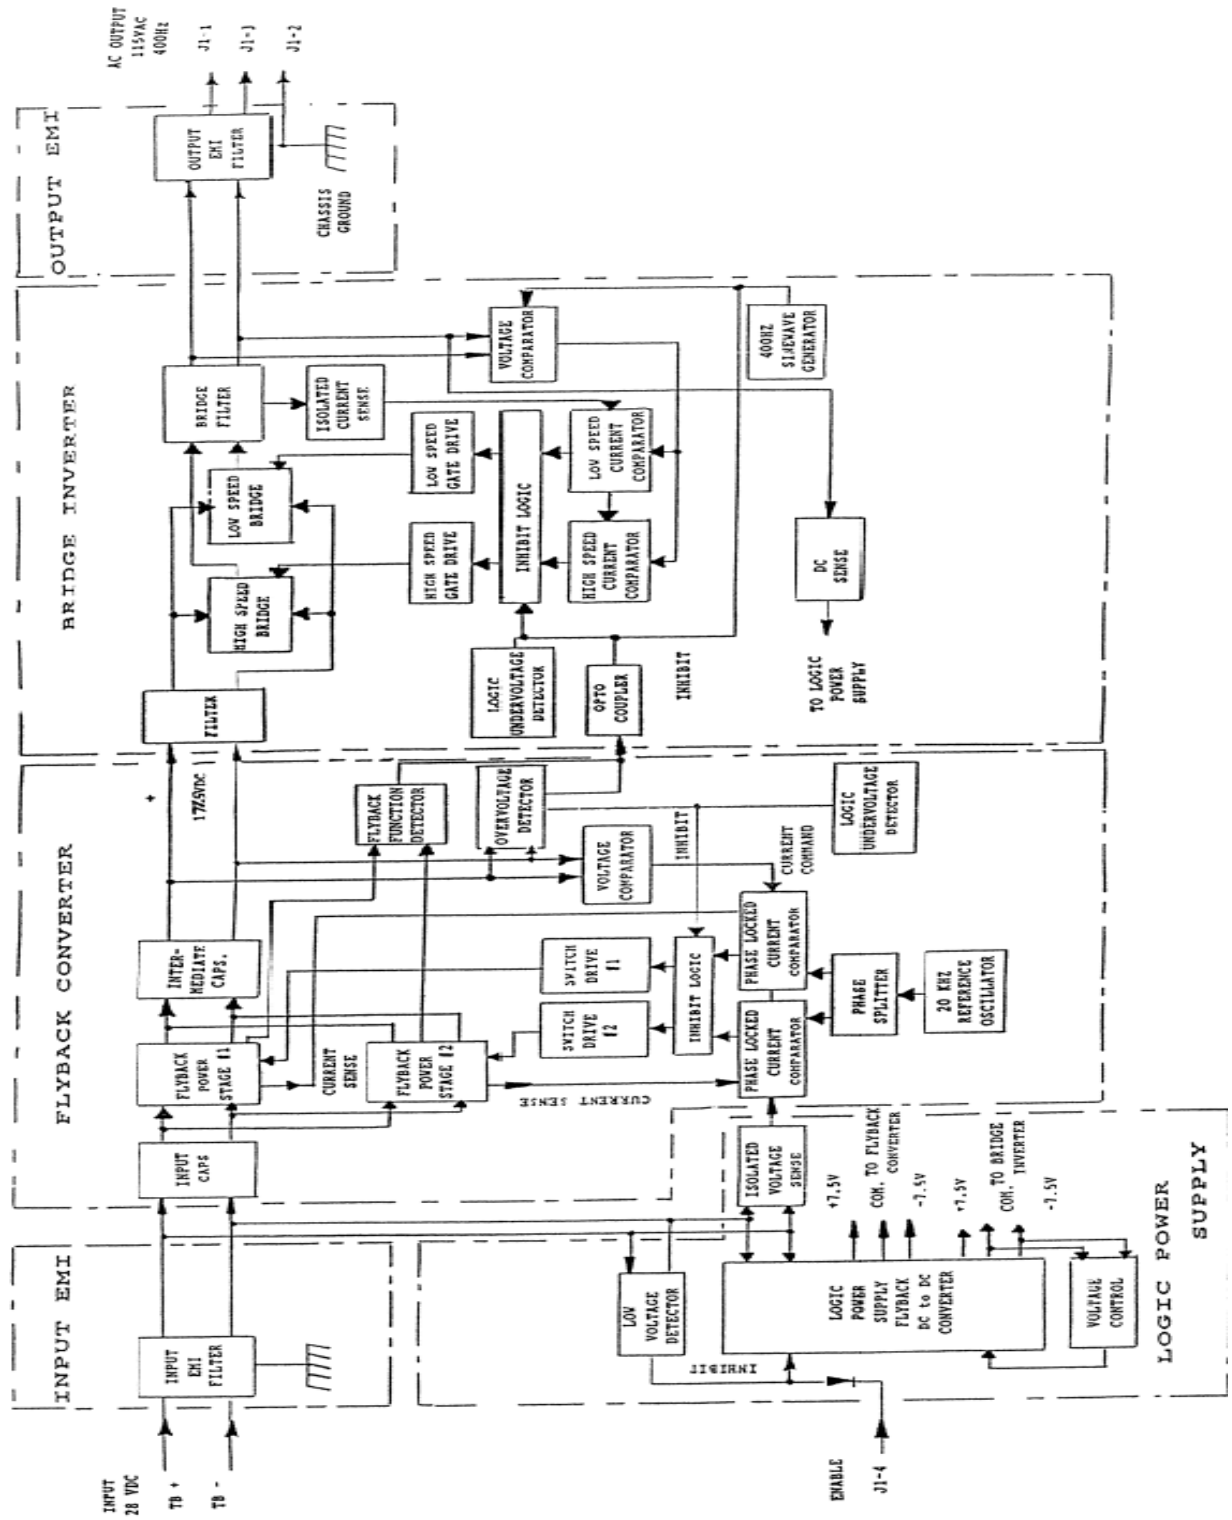 INPUT
28 VDC
TB +
TB -
INPUT EMI
INPUT
EMI
FILTER
FLYBACK CONVERTER
INPUT
CAPS
FLYBACK
POWER
STAGE #1
INTER-
MEDIATE
CAPS.
+
CURRENT
SENSE
FLYBACK
POWER
STAGE #2
CURRENT SENSE
FLYBACK
FUNCTION
DETECTOR
OVERVOLTAGE
DETECTOR
SWITCH
DRIVE
#1
SWITCH
DRIVE
#2
VOLTAGE
COMPARATOR
INHIBIT
INHIBIT LOGIC
CURRENT
COMMAND
PHASE LOCKED
CURRENT
COMPARATOR
PHASE LOCKED
CURRENT
COMPARATOR
LOGIC
UNDERVOLTAGE
DETECTOR
PHASE
SPLITTER
20 KHZ
REFERENCE
OSCILLATOR
BRIDGE INVERTER
FILTER
HIGH SPEED
BRIDGE
LOW SPEED
BRIDGE
BRIDGE
FILTER
ISOLATED
CURRENT
SENSE
HIGH SPEED
GATE DRIVE
LOW SPEED
GATE DRIVE
LOGIC
UNDERVOLTAGE
DETECTOR
INHIBIT LOGIC
VOLTAGE
COMPARATOR
OPTO
COUPLER
HIGH SPEED
CURRENT
COMPARATOR
LOW SPEED
CURRENT
COMPARATOR
INHIBIT
400HZ
SINEWAVE
GENERATOR
DC
SENSE
TO LOGIC
POWER
SUPPLY
OUTPUT EMI
OUTPUT
EMI
FILTER
CHASSIS
GROUND
AC OUTPUT
115VAC
400HZ
J1-1
J1-3
J1-2
LOW
VOLTAGE
DETECTOR
INHIBIT
ENABLE
J1-4
LOGIC
POWER
SUPPLY
FLYBACK
DC to DC
CONVERTER
ISOLATED
VOLTAGE
SENSE
+7.5V
COM. TO FLYBACK
CONVERTER
-7.5V
+7.5V
COM. TO BRIDGE
INVERTER
-7.5V
VOLTAGE
CONTROL
LOGIC POWER
SUPPLY